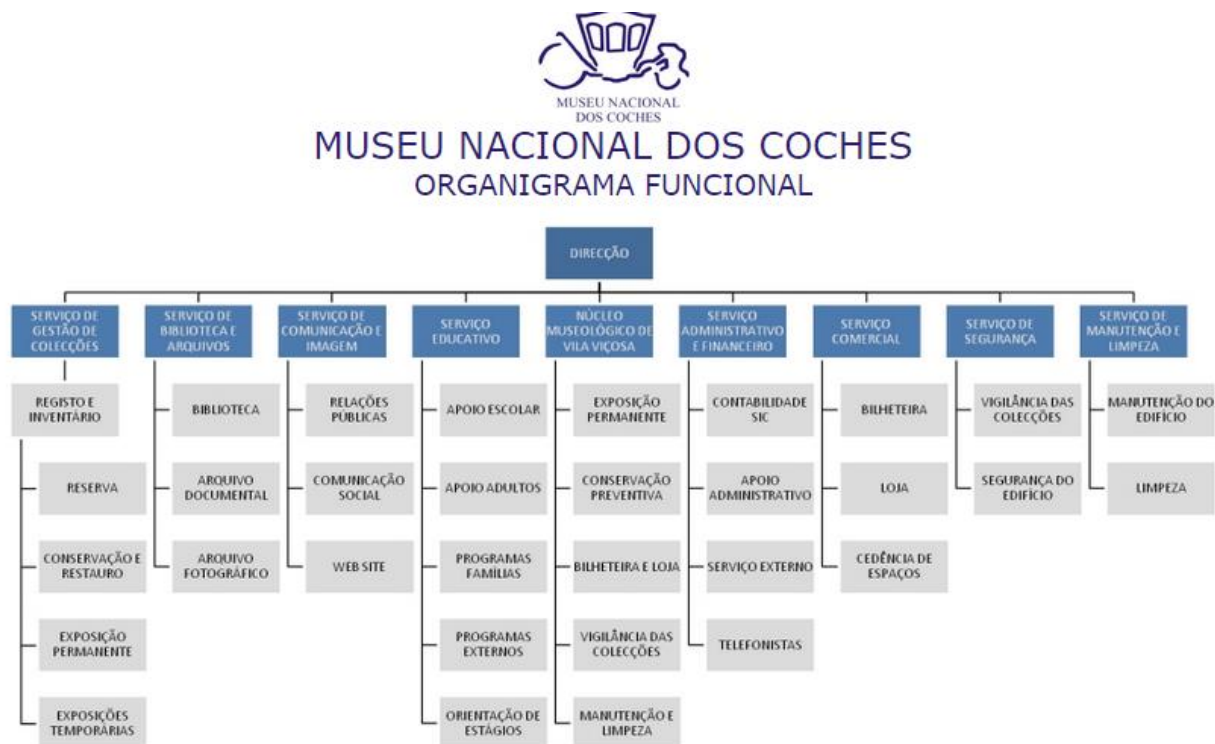 MUSEU NACIONAL
DOS COCHES
MUSEU NACIONAL DOS COCHES
ORGANIGRAMA FUNCIONAL
DIRECÇÃO
SERVIÇO DE
GESTÃO DE
COLECÇÕES
SERVIÇO DE
BIBLIOTECA E
ARQUIVOS
SERVIÇO DE
COMUNICAÇÃO E
IMAGEM
SERVIÇO
EDUCATIVO
NÚCLEO
MUSEOLÓGICO DE
VILA VIÇOSA
SERVIÇO
ADMINISTRATIVO
E FINANCEIRO
SERVIÇO
COMERCIAL
SERVIÇO DE
SEGURANÇA
SERVIÇO DE
MANUTENÇÃO E
LIMPEZA
REGISTO E
INVENTÁRIO
RESERVA
CONSERVAÇÃO E
RESTAURO
EXPOSIÇÃO
PERMANENTE
EXPOSIÇÕES
TEMPORÁRIAS
BIBLIOTECA
ARQUIVO
DOCUMENTAL
ARQUIVO
FOTOGRÁFICO
RELAÇÕES
PÚBLICAS
COMUNICAÇÃO
SOCIAL
WEB SITE
APOIO ESCOLAR
APOIO ADULTOS
PROGRAMAS
FAMÍLIAS
PROGRAMAS
EXTERNOS
ORIENTAÇÃO DE
ESTÁGIOS
EXPOSIÇÃO
PERMANENTE
CONSERVAÇÃO
PREVENTIVA
BILHETEIRA E LOJA
VIGILÂNCIA DAS
COLECÇÕES
MANUTENÇÃO E
LIMPEZA
CONTABILIDADE
SIC
APOIO
ADMINISTRATIVO
SERVIÇO EXTERNO
TELEFONISTAS
BILHETEIRA
LOJA
CEDÊNCIA DE
ESPAÇOS
VIGILÂNCIA DAS
COLECÇÕES
SEGURANÇA DO
EDIFÍCIO
MANUTENÇÃO DO
EDIFÍCIO
LIMPEZA